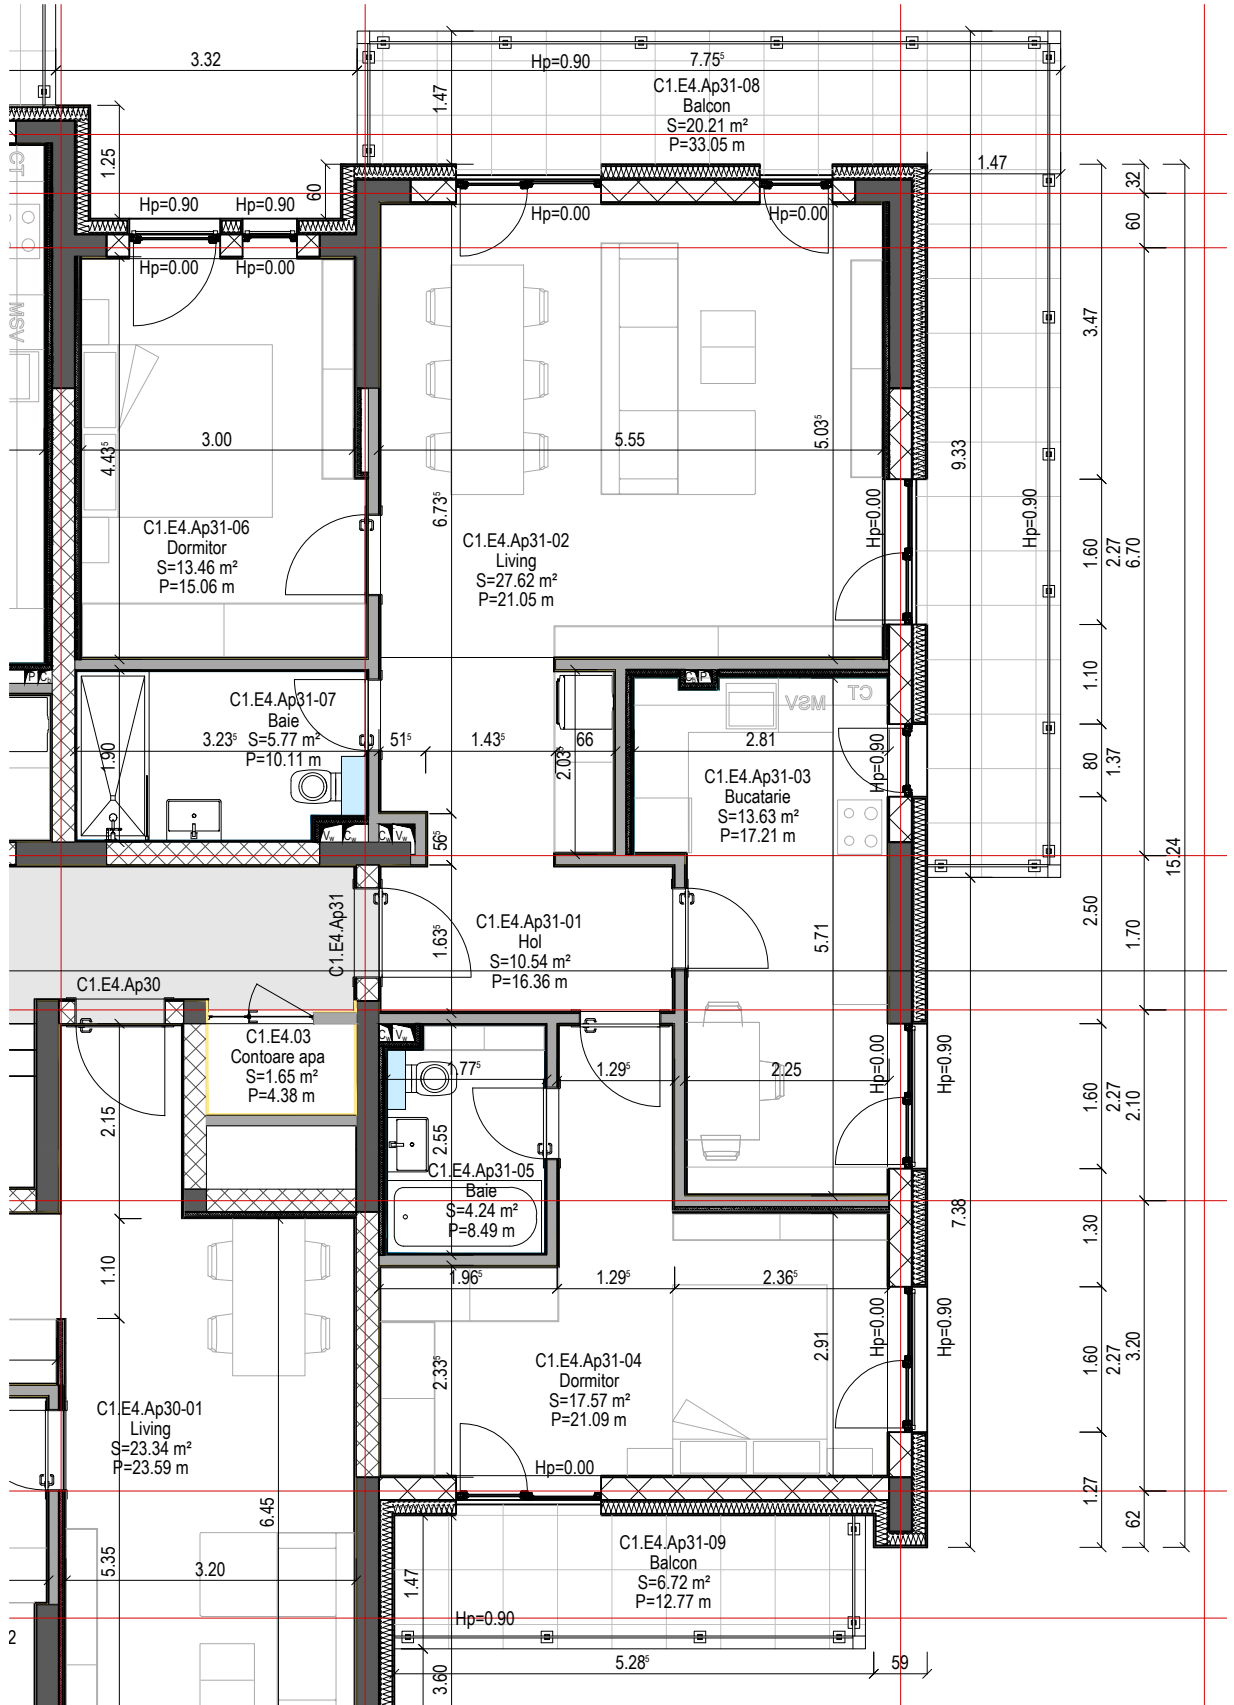 3.32
Hp=0.90
7.75⁵
C1.E4.Ap31-08
Balcon
S=20.21 m²
P=33.05 m
1.47
1.25
60
1.47
32
60
CT
MSV
Hp=0.90
Hp=0.90
Hp=0.00
Hp=0.00
Hp=0.00
Hp=0.00
3.47
3.00
4.43⁵
5.55
5.03⁵
6.73⁵
9.33
C1.E4.Ap31-06
Dormitor
S=13.46 m²
P=15.06 m
C1.E4.Ap31-02
Living
S=27.62 m²
P=21.05 m
Hp=0.00
Hp=0.90
1.60
2.27
6.70
1.10
P
C1.E4.Ap31-07
Baie
S=5.77 m²
P=10.11 m
3.23⁵
1.90
51⁵
1.43⁵
2.03⁵
66
2.81
MSV
CT
C1.E4.Ap31-03
Bucatarie
S=13.63 m²
P=17.21 m
Hp=0.90
80
1.37
56⁵
15.24
C1.E4.Ap31
1.63⁵
C1.E4.Ap31-01
Hol
S=10.54 m²
P=16.36 m
5.71
2.50
1.70
C1.E4.Ap30
C1.E4.03
Contoare apa
S=1.65 m²
P=4.38 m
2.15
1.77⁵
1.29⁵
2.25
Hp=0.00
Hp=0.90
1.60
2.27
2.10
2.55
C1.E4.Ap31-05
Baie
S=4.24 m²
P=8.49 m
7.38
1.30
1.10
1.96⁵
1.29⁵
2.36⁵
Hp=0.00
Hp=0.90
2.33⁵
2.91
C1.E4.Ap31-04
Dormitor
S=17.57 m²
P=21.09 m
1.60
2.27
3.20
C1.E4.Ap30-01
Living
S=23.34 m²
P=23.59 m
Hp=0.00
1.27
62
6.45
5.35
3.20
1.47
C1.E4.Ap31-09
Balcon
S=6.72 m²
P=12.77 m
Hp=0.90
2
5.28⁵
59
3.60